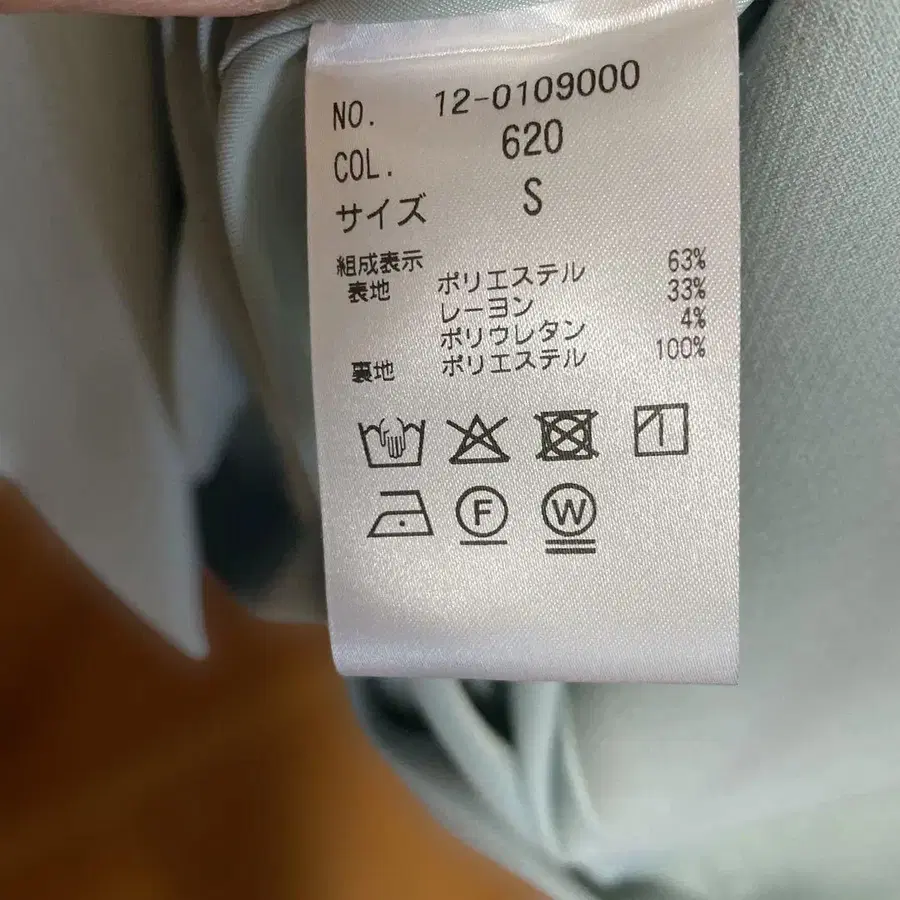 NO. 12-0109000
COL. 620
サイズ S
組成表示
表地 ポリエステル 63%
レーヨン 33%
ポリウレタン 4%
裏地 ポリエステル 100%
F W